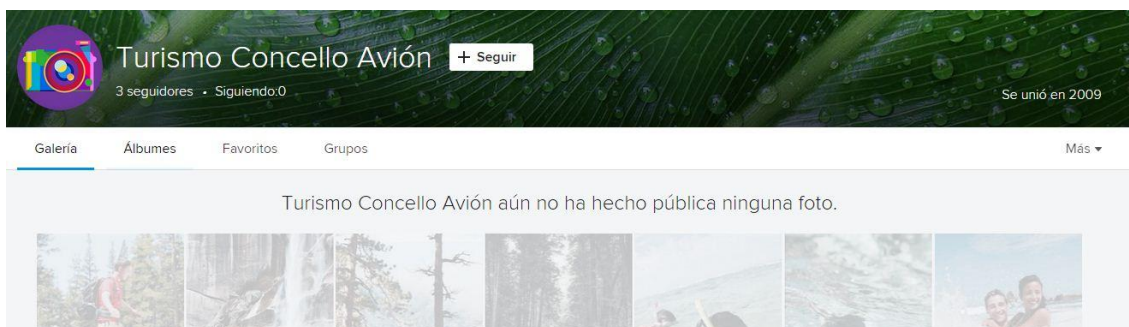 Turismo Concello Avión + Seguir
3 seguidores • Siguiendo:0
Se unió en 2009
Galería Álbumes Favoritos Grupos Más ▾
Turismo Concello Avión aún no ha hecho pública ninguna foto.